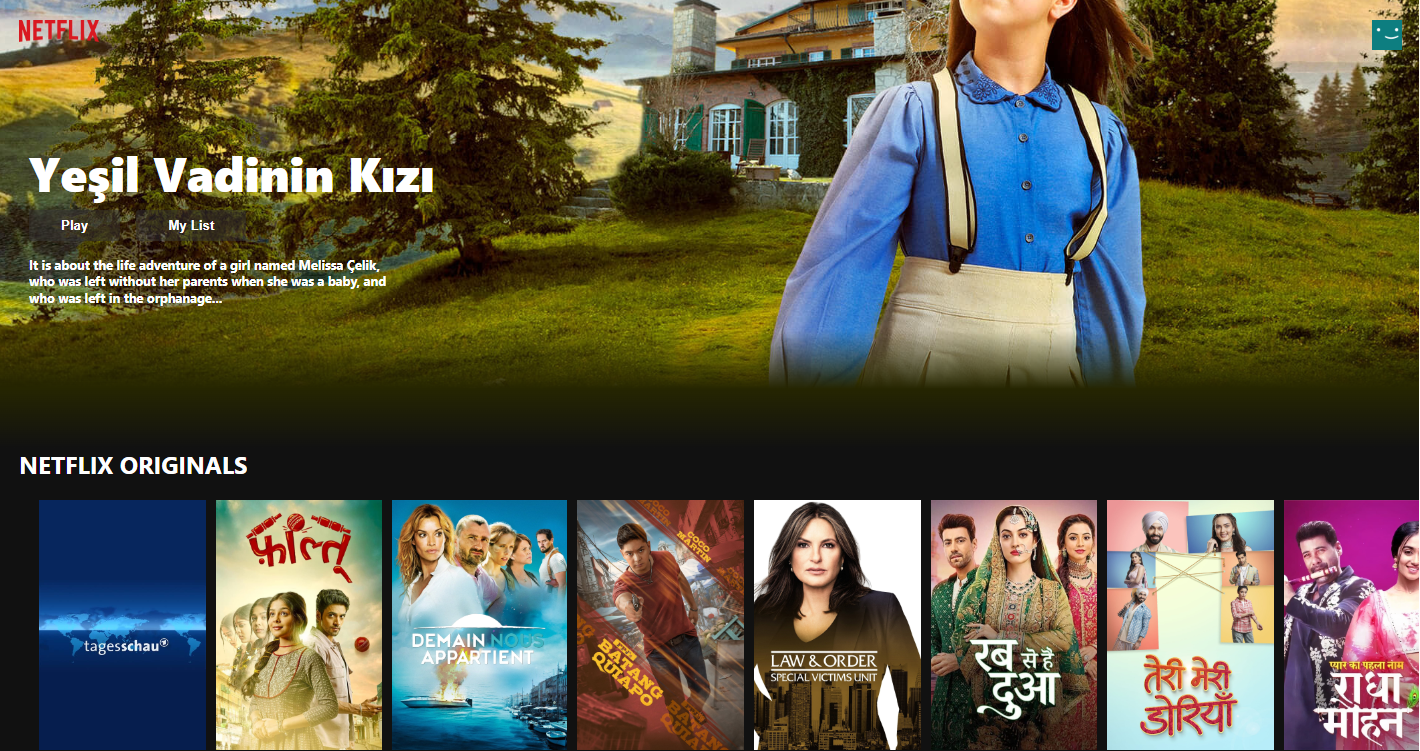 NETFLIX
Yeşil Vadinin Kızı
Play
My List
It is about the life adventure of a girl named Melissa Çelik,
who was left without her parents when she was a baby, and
who was left in the orphanage...
NETFLIX ORIGINALS
tagesschau
फ़ाल्तू
DEMAIN NOUS
APPARTIENT
COCO
MARTIN
COCO
MARTIN
BATANG
QUIAPO
LAW & ORDER
SPECIAL VICTIMS UNIT
रब से है
दुआ
तेरी मेरी
डोरियाँ
प्यार का पहला नाम
राधा
मोहन